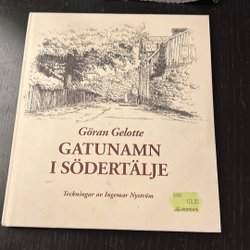 Göran Gelotte
GATUNAMN
I SÖDERTÄLJE
Teckningar av Ingemar Nyström